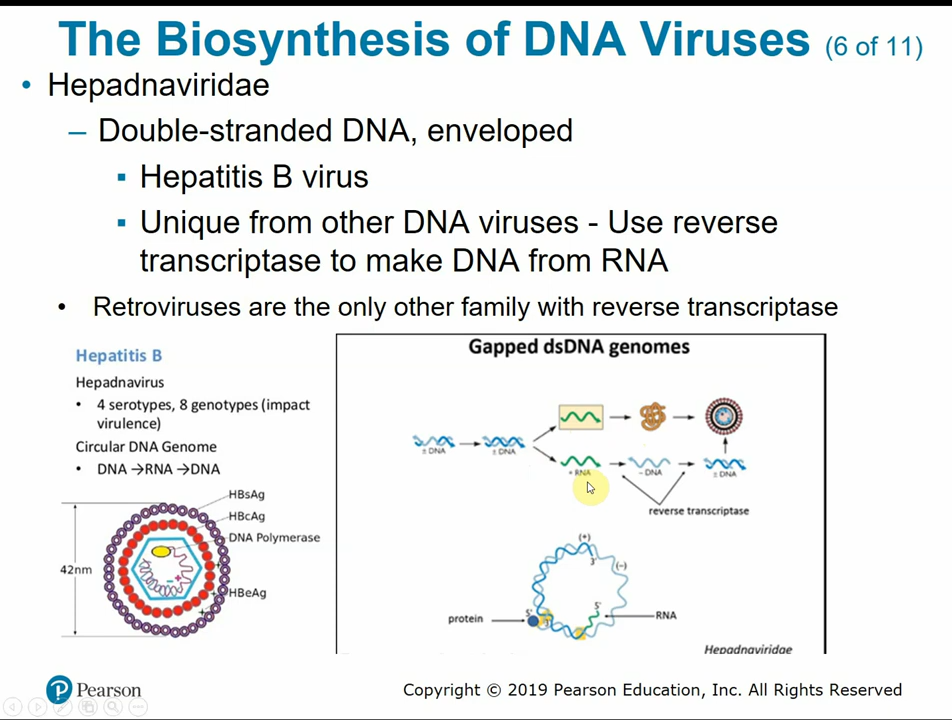 The Biosynthesis of DNA Viruses (6 of 11)
• Hepadnaviridae
– Double-stranded DNA, enveloped
▪ Hepatitis B virus
▪ Unique from other DNA viruses - Use reverse
transcriptase to make DNA from RNA
• Retroviruses are the only other family with reverse transcriptase
Hepatitis B
Hepadnavirus
• 4 serotypes, 8 genotypes (impact
virulence)
Circular DNA Genome
• DNA →RNA →DNA
HBsAg
HBcAg
DNA Polymerase
42nm
HBeAg
Gapped dsDNA genomes
± DNA
± DNA
+ RNA
− DNA
± DNA
reverse transcriptase
(+)
3'
(−)
5'
5'
protein
RNA
Hepadnaviridae
Pearson
Copyright © 2019 Pearson Education, Inc. All Rights Reserved